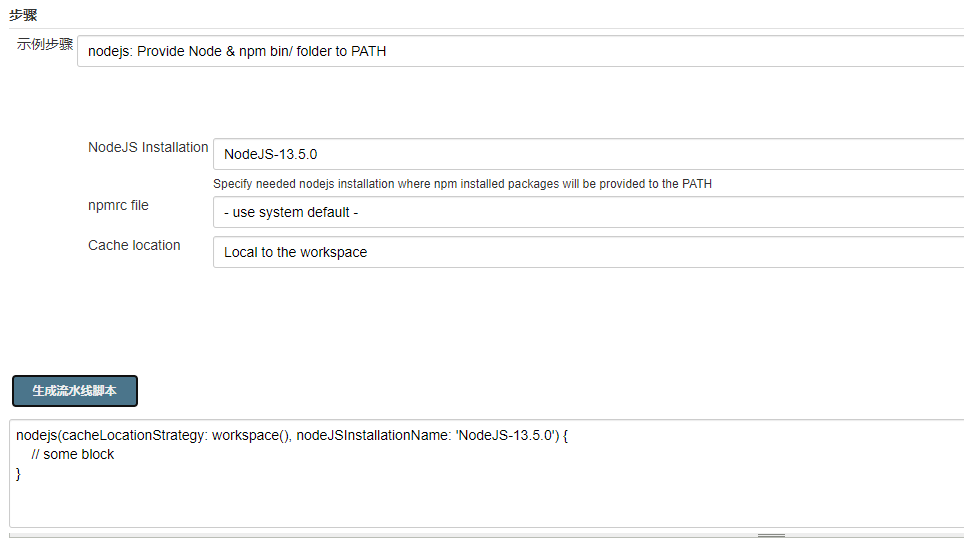 步骤
示例步骤
nodejs: Provide Node & npm bin/ folder to PATH
NodeJS Installation
NodeJS-13.5.0
Specify needed nodejs installation where npm installed packages will be provided to the PATH
npmrc file
- use system default -
Cache location
Local to the workspace
生成流水线脚本
nodejs(cacheLocationStrategy: workspace(), nodeJSInstallationName: 'NodeJS-13.5.0') {
    // some block
}